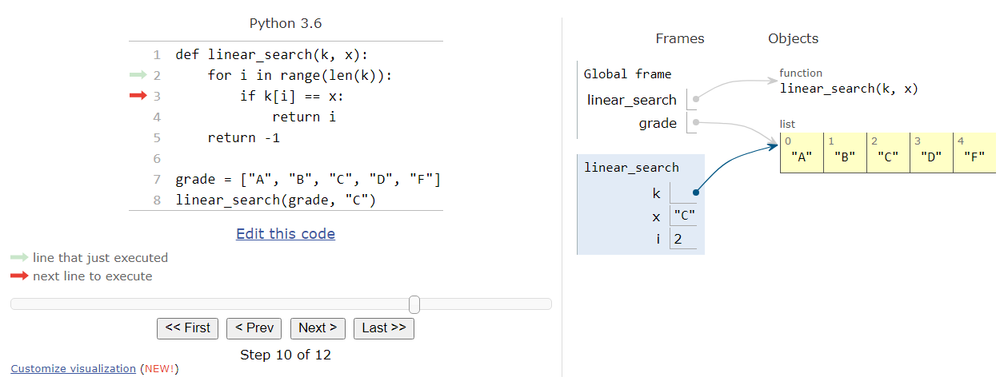 Python 3.6
1 def linear_search(k, x):
2     for i in range(len(k)):
3         if k[i] == x:
4             return i
5     return -1
6
7 grade = ["A", "B", "C", "D", "F"]
8 linear_search(grade, "C")
Edit this code
line that just executed
next line to execute
<< First < Prev Next > Last >>
Step 10 of 12
Customize visualization (NEW!)
Frames Objects
Global frame
linear_search
grade
function
linear_search(k, x)
list
0 1 2 3 4
"A" "B" "C" "D" "F"
linear_search
k
x "C"
i 2